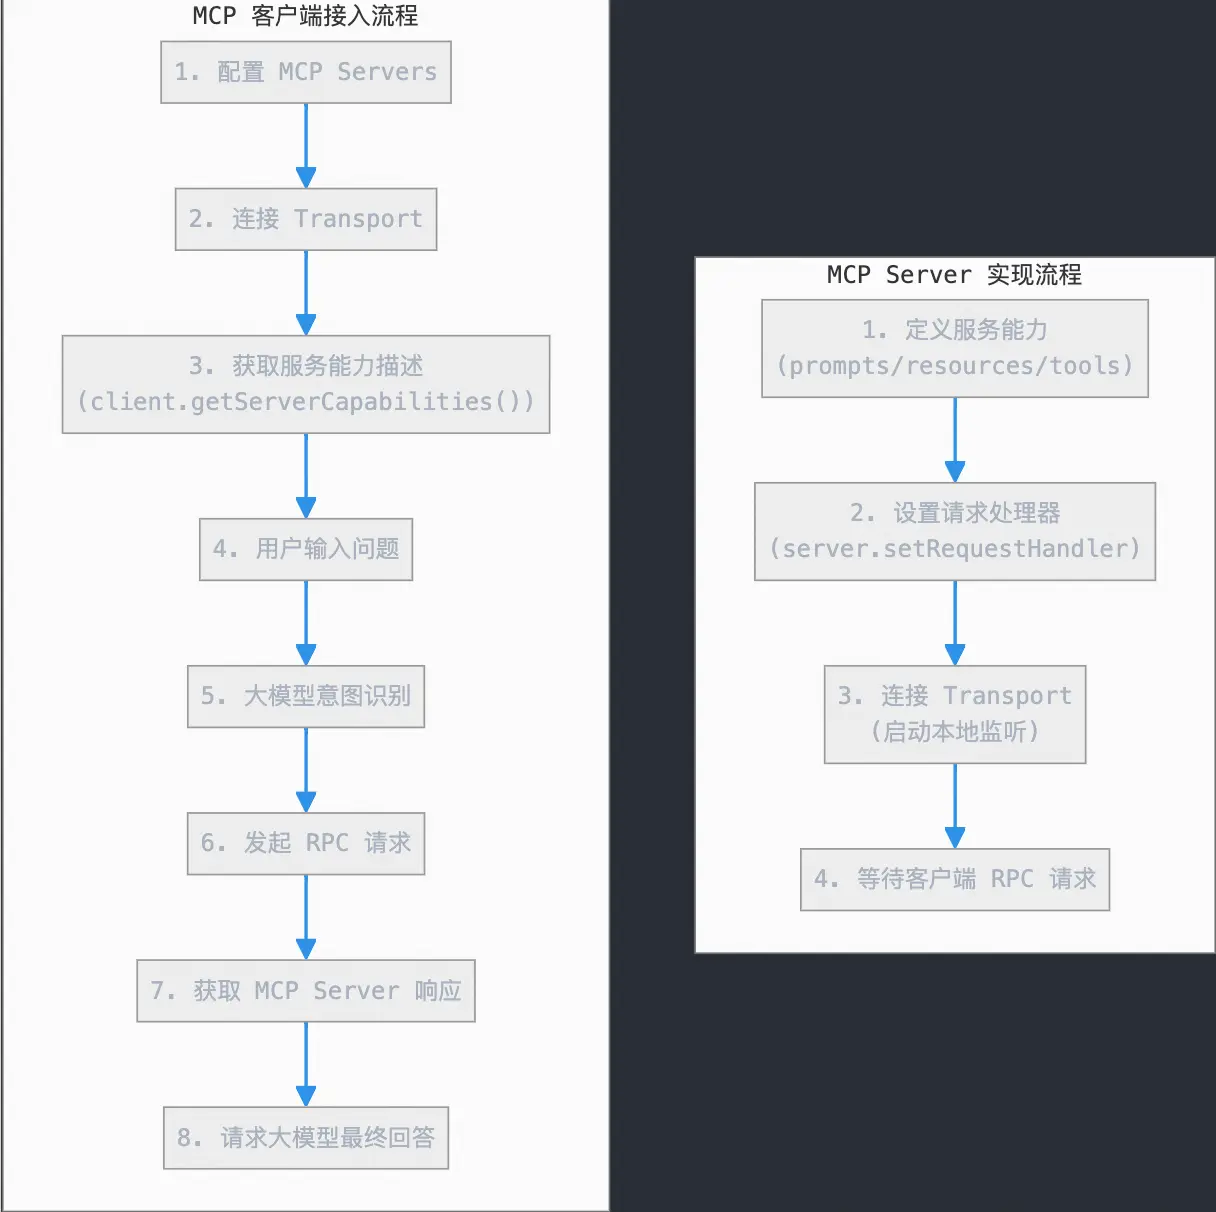 MCP 客户端接入流程
1. 配置 MCP Servers
2. 连接 Transport
3. 获取服务能力描述
(client.getServerCapabilities())
4. 用户输入问题
5. 大模型意图识别
6. 发起 RPC 请求
7. 获取 MCP Server 响应
8. 请求大模型最终回答
MCP Server 实现流程
1. 定义服务能力
(prompts/resources/tools)
2. 设置请求处理器
(server.setRequestHandler)
3. 连接 Transport
(启动本地监听)
4. 等待客户端 RPC 请求